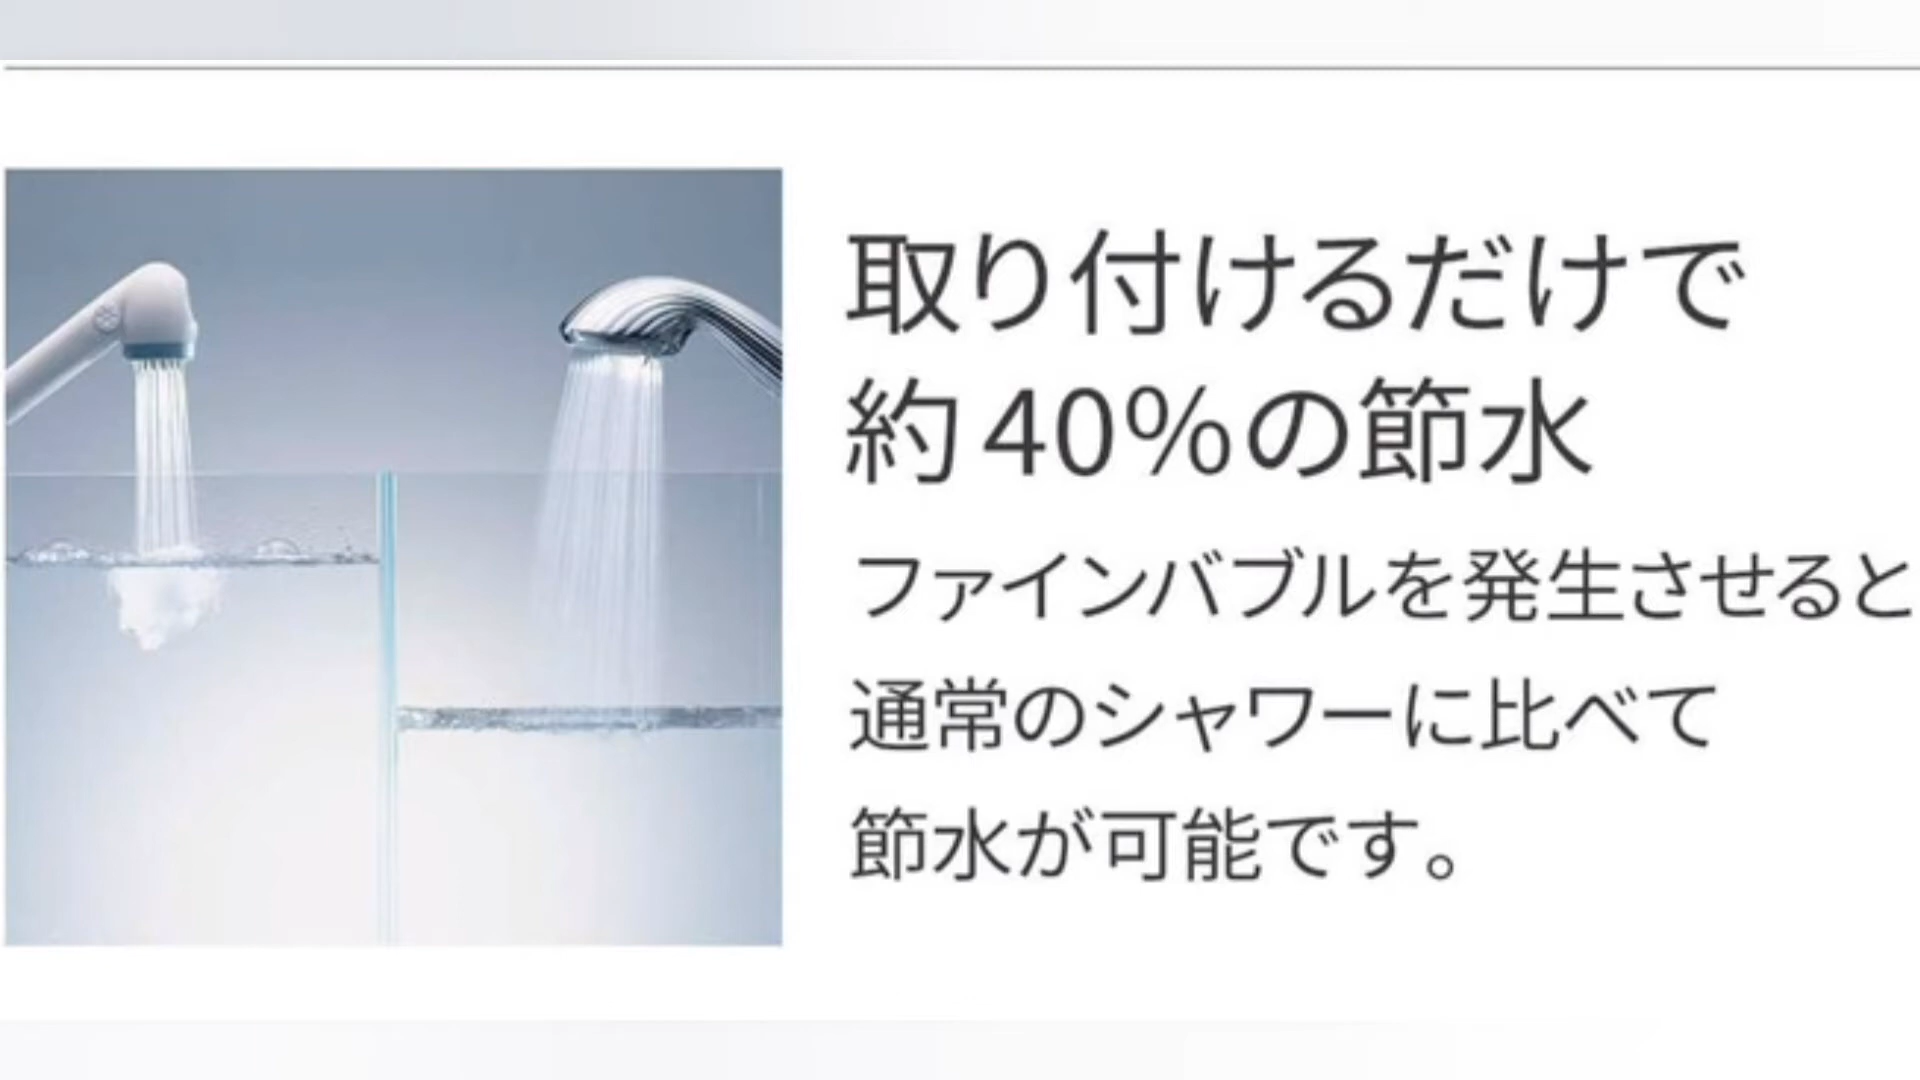 取り付けるだけで
約40%の節水
ファインバブルを発生させると
通常のシャワーに比べて
節水が可能です。